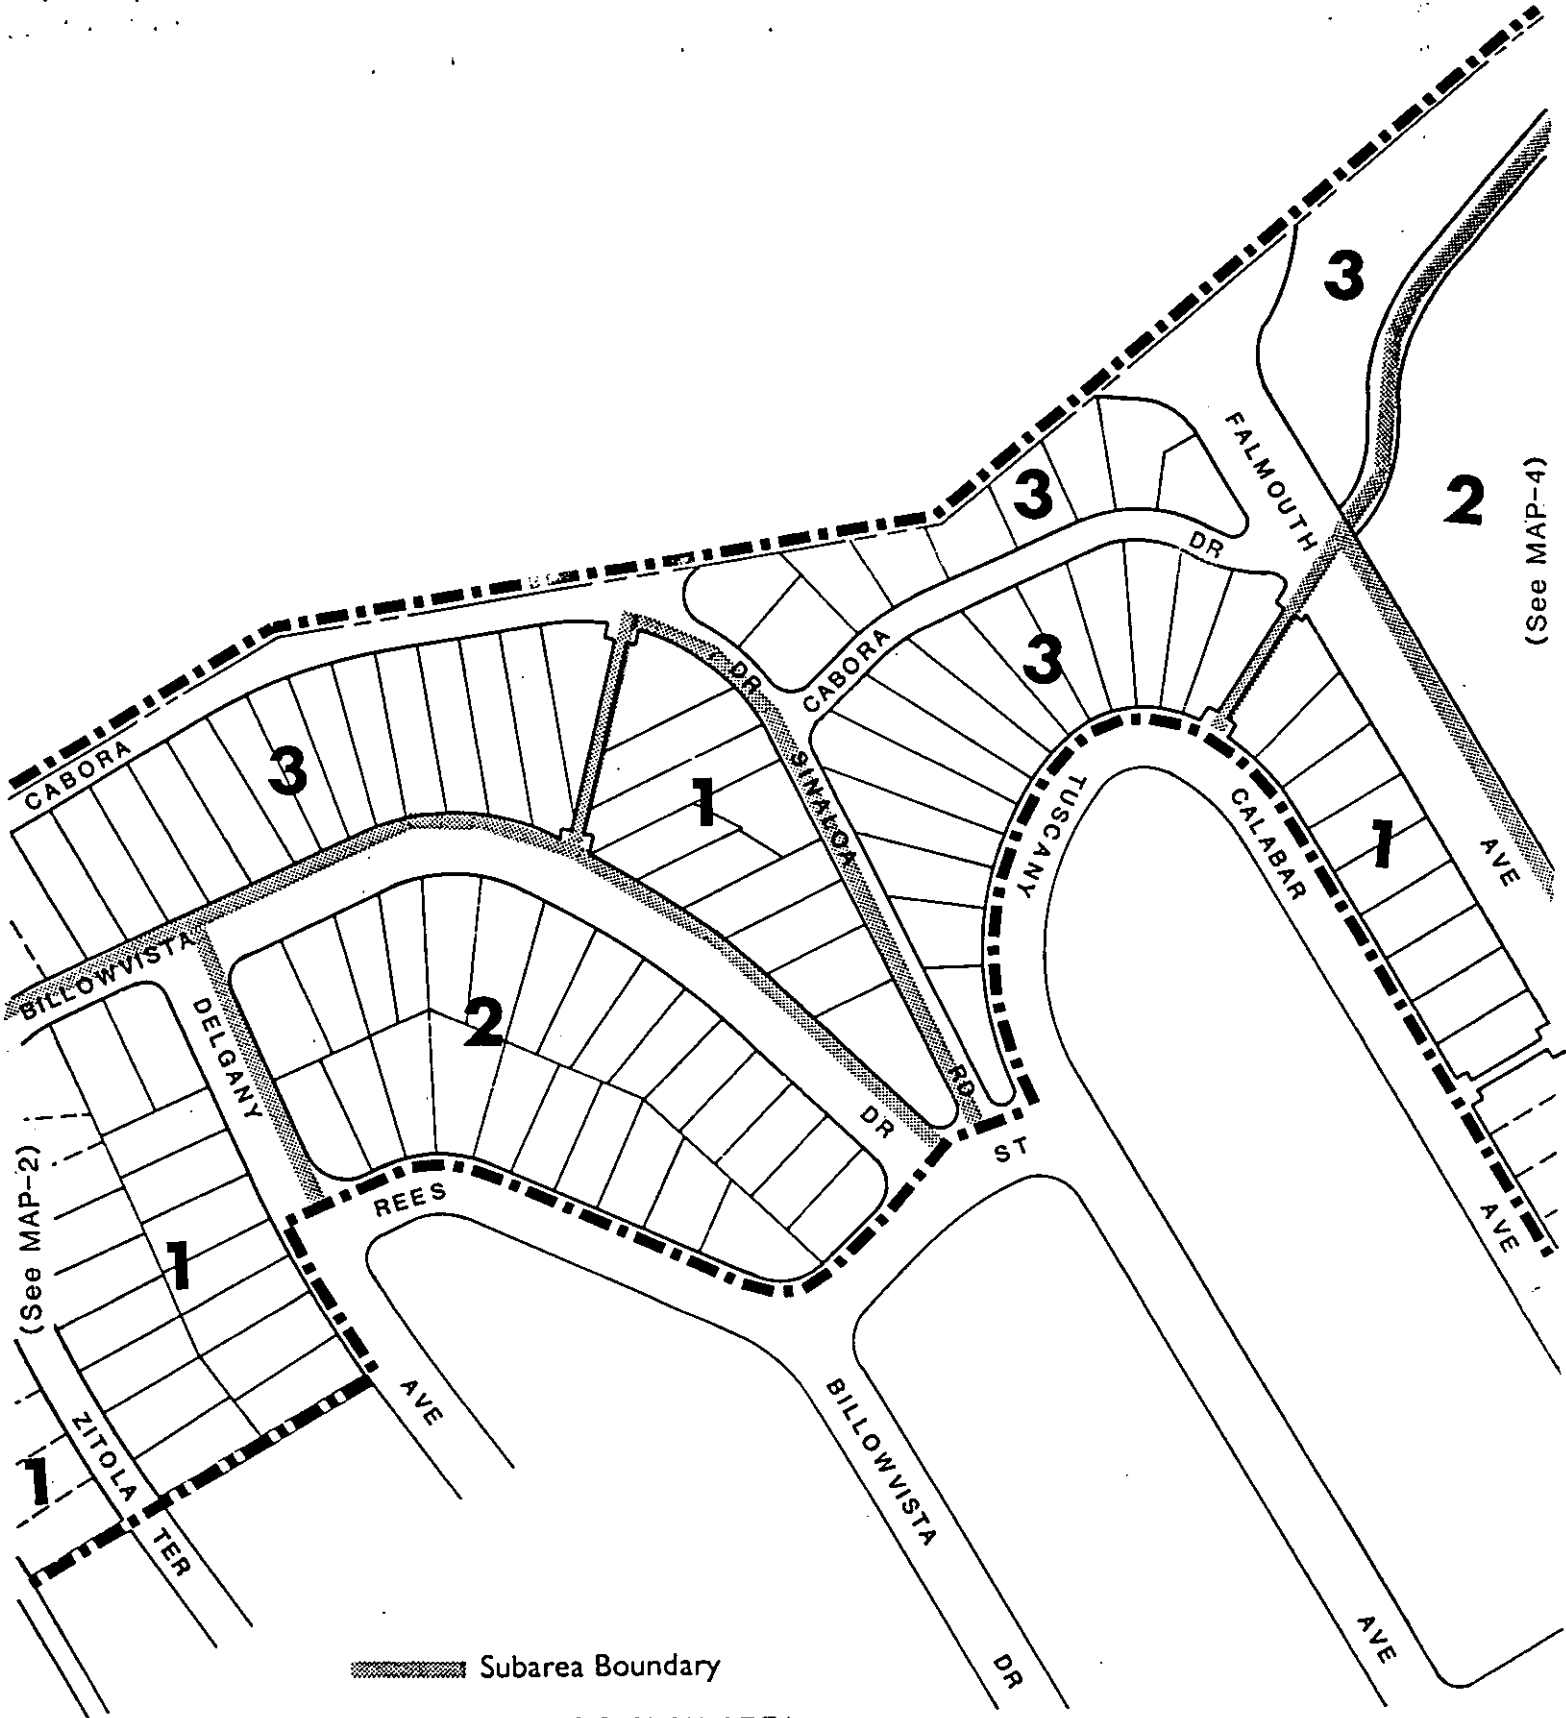 3
FALMOUTH
2
(See MAP-4)
3
DR
CABORA
3
DR
CABORA
3
1
SINALOA
TUSCANY
CALABAR
1
AVE
BILLOWVISTA
DELGANY
2
RD
DR
ST
REES
(See MAP-2)
1
AVE
AVE
BILLOWVISTA
ZITOLA
1
TER
AVE
DR
Subarea Boundary